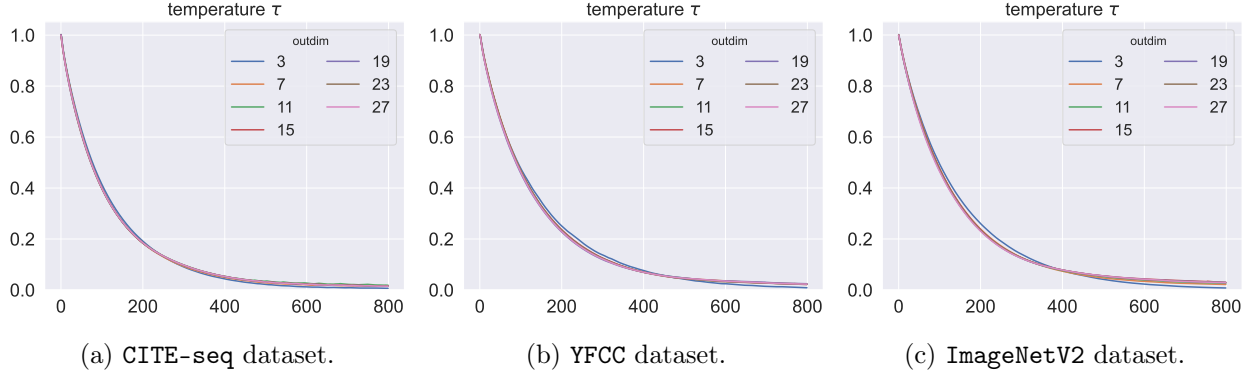 temperature τ
1.0
0.8
0.6
0.4
0.2
0.0
0 200 400 600 800
outdim
3 19
7 23
11 27
15
(a) CITE-seq dataset.
temperature τ
1.0
0.8
0.6
0.4
0.2
0.0
0 200 400 600 800
outdim
3 19
7 23
11 27
15
(b) YFCC dataset.
temperature τ
1.0
0.8
0.6
0.4
0.2
0.0
0 200 400 600 800
outdim
3 19
7 23
11 27
15
(c) ImageNetV2 dataset.